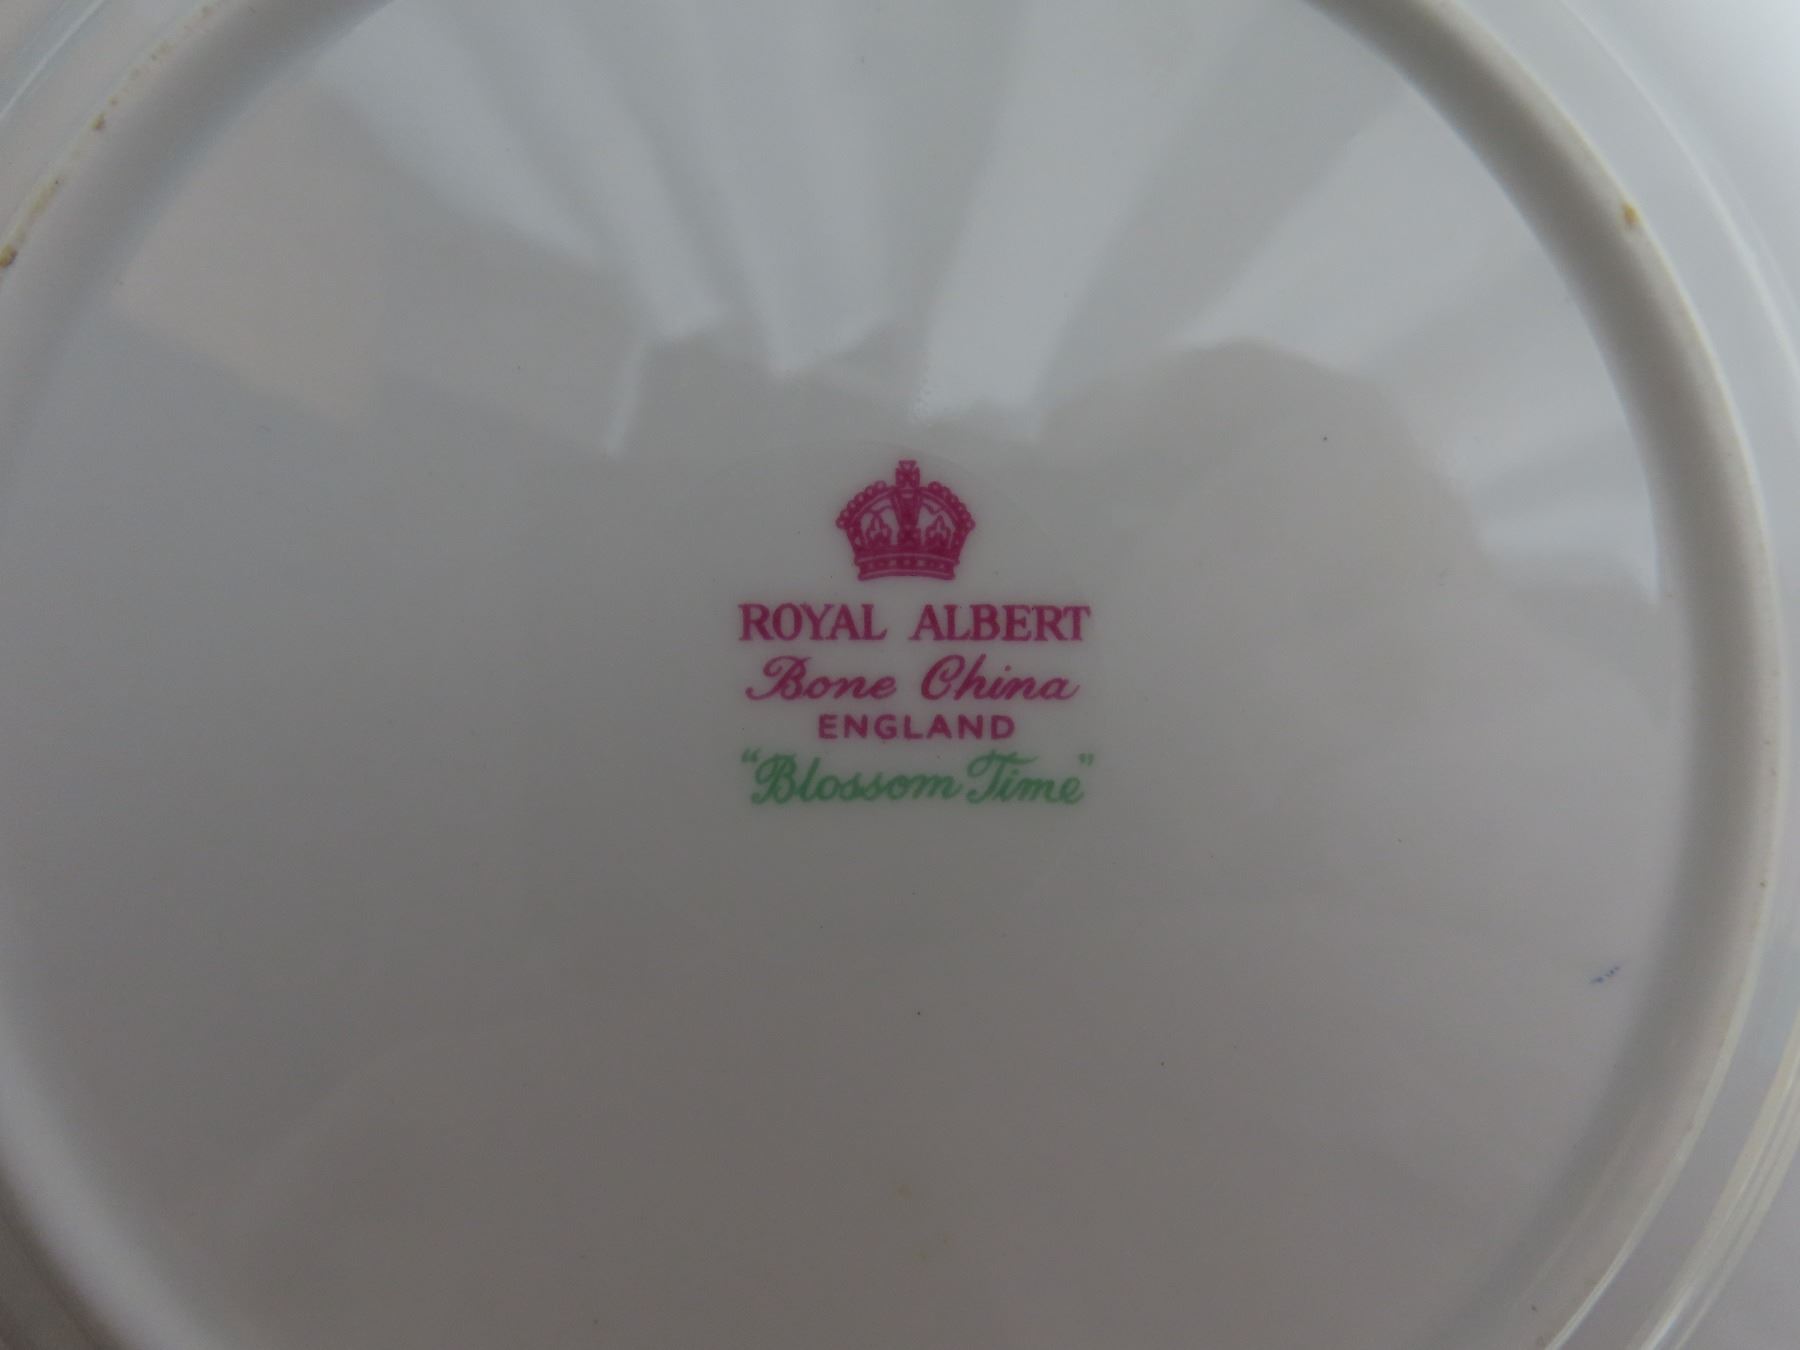 ROYAL ALBERT
Bone China
ENGLAND
"Blossom Time"